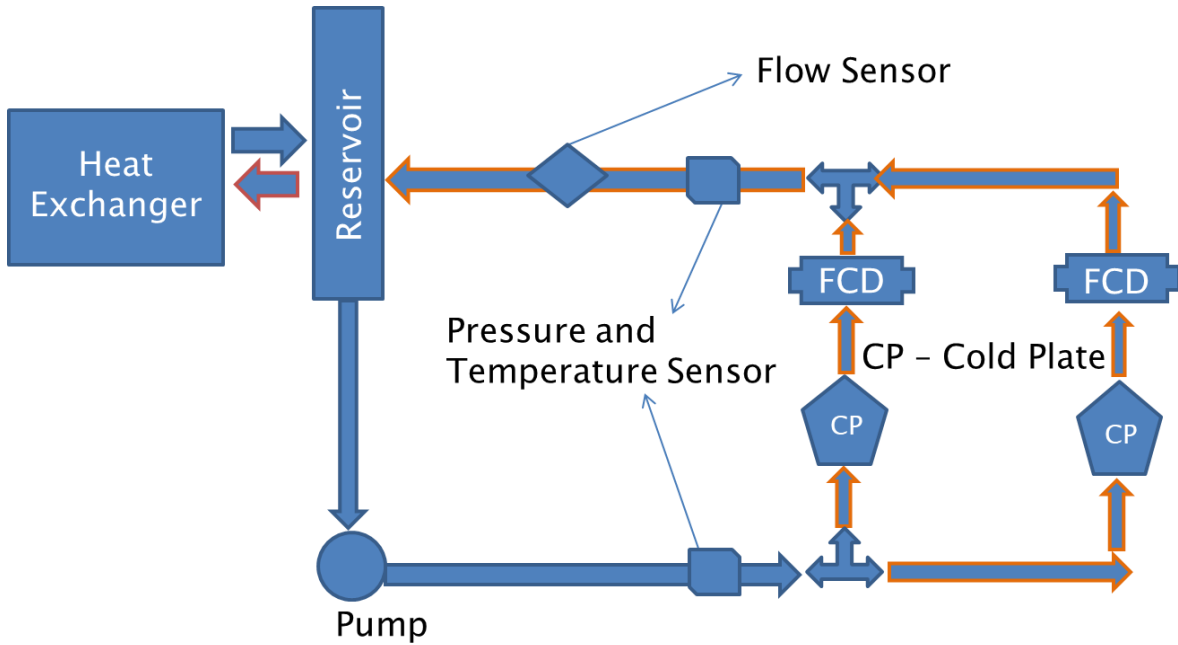 Flow Sensor
Heat
Exchanger
Reservoir
FCD
FCD
Pressure and
Temperature Sensor
CP – Cold Plate
CP
CP
Pump